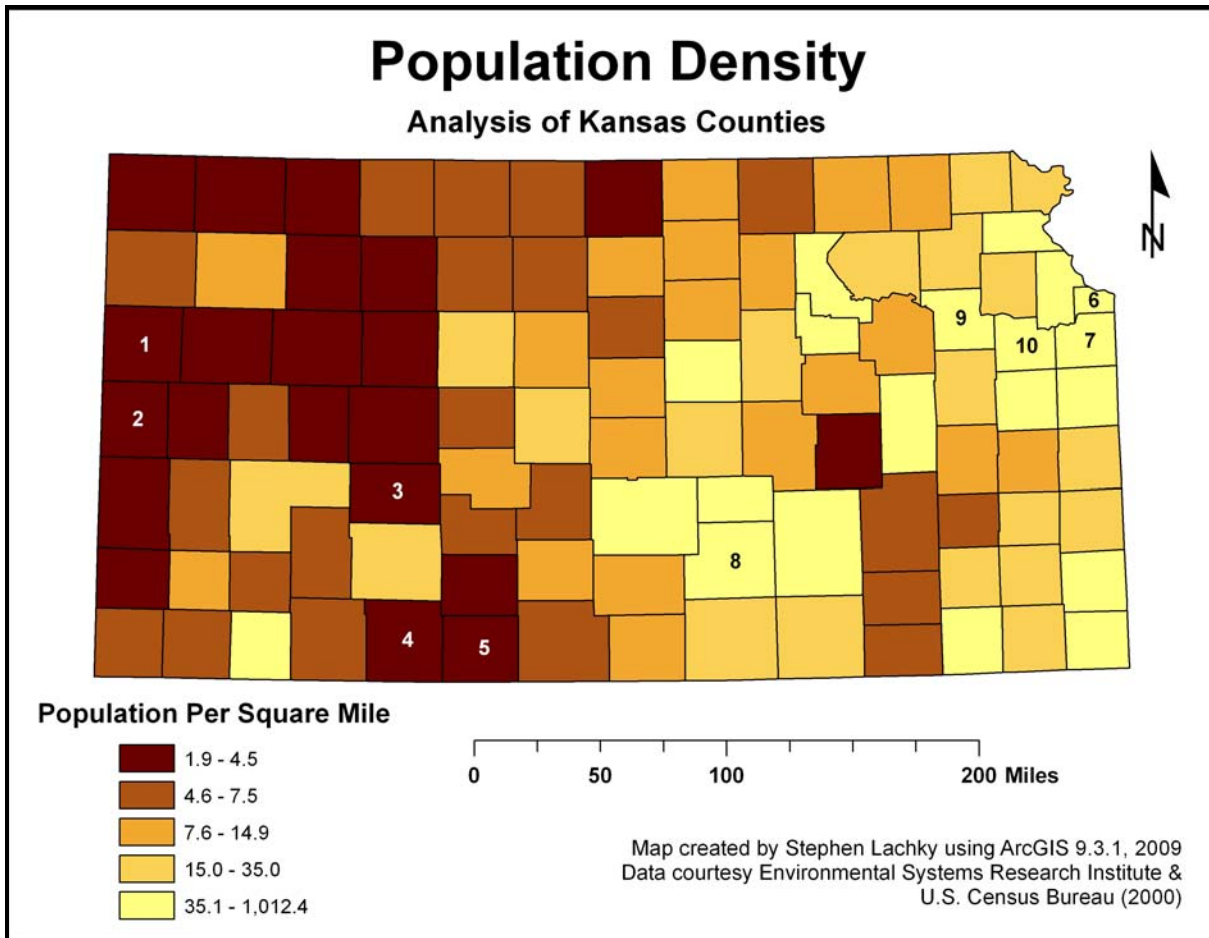 Population Density
Analysis of Kansas Counties
N
6
1
9
10
7
2
3
8
4
5
Population Per Square Mile
1.9 - 4.5
4.6 - 7.5
7.6 - 14.9
15.0 - 35.0
35.1 - 1,012.4
0 50 100 200 Miles
Map created by Stephen Lachky using ArcGIS 9.3.1, 2009
Data courtesy Environmental Systems Research Institute &
U.S. Census Bureau (2000)